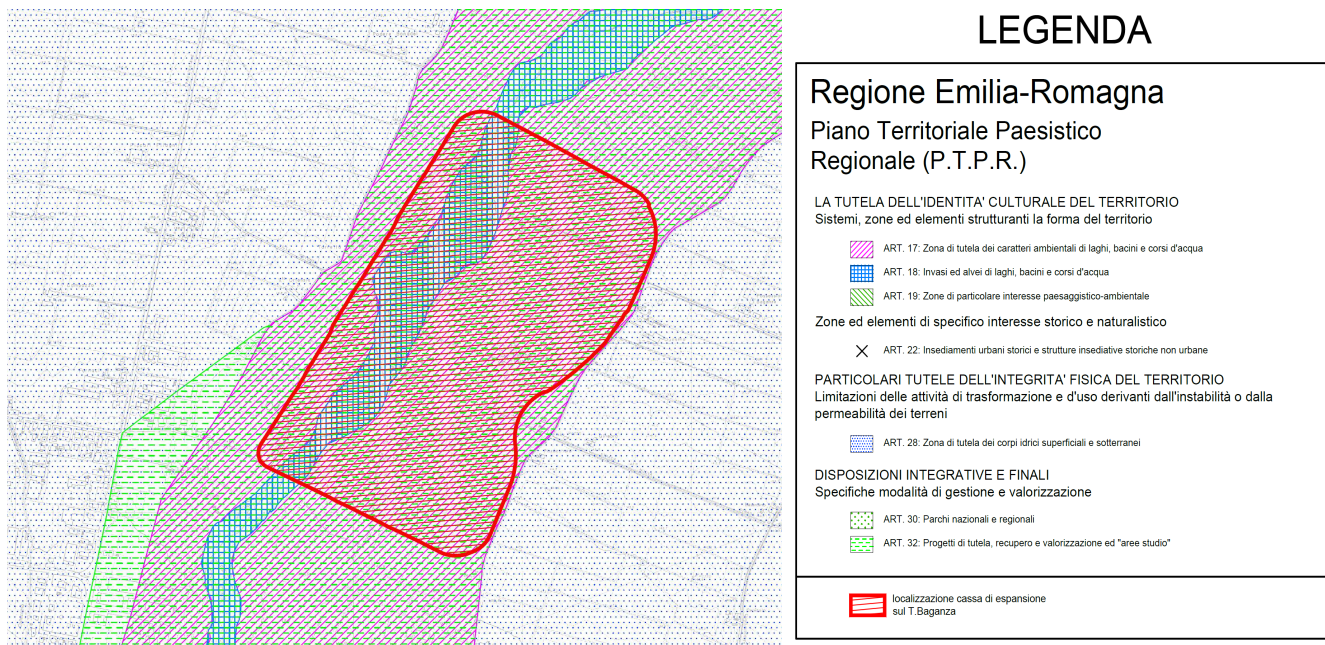 LEGENDA
Regione Emilia-Romagna
Piano Territoriale Paesistico
Regionale (P.T.P.R.)
LA TUTELA DELL'IDENTITA' CULTURALE DEL TERRITORIO
Sistemi, zone ed elementi strutturanti la forma del territorio
ART. 17: Zona di tutela dei caratteri ambientali di laghi, bacini e corsi d'acqua
ART. 18: Invasi ed alvei di laghi, bacini e corsi d'acqua
ART. 19: Zone di particolare interesse paesaggistico-ambientale
Zone ed elementi di specifico interesse storico e naturalistico
ART. 22: Insediamenti urbani storici e strutture insediative storiche non urbane
PARTICOLARI TUTELE DELL'INTEGRITA' FISICA DEL TERRITORIO
Limitazioni delle attività di trasformazione e d'uso derivanti dall'instabilità o dalla
permeabilità dei terreni
ART. 28: Zona di tutela dei corpi idrici superficiali e sotterranei
DISPOSIZIONI INTEGRATIVE E FINALI
Specifiche modalità di gestione e valorizzazione
ART. 30: Parchi nazionali e regionali
ART. 32: Progetti di tutela, recupero e valorizzazione ed "aree studio"
localizzazione cassa di espansione
sul T.Baganza